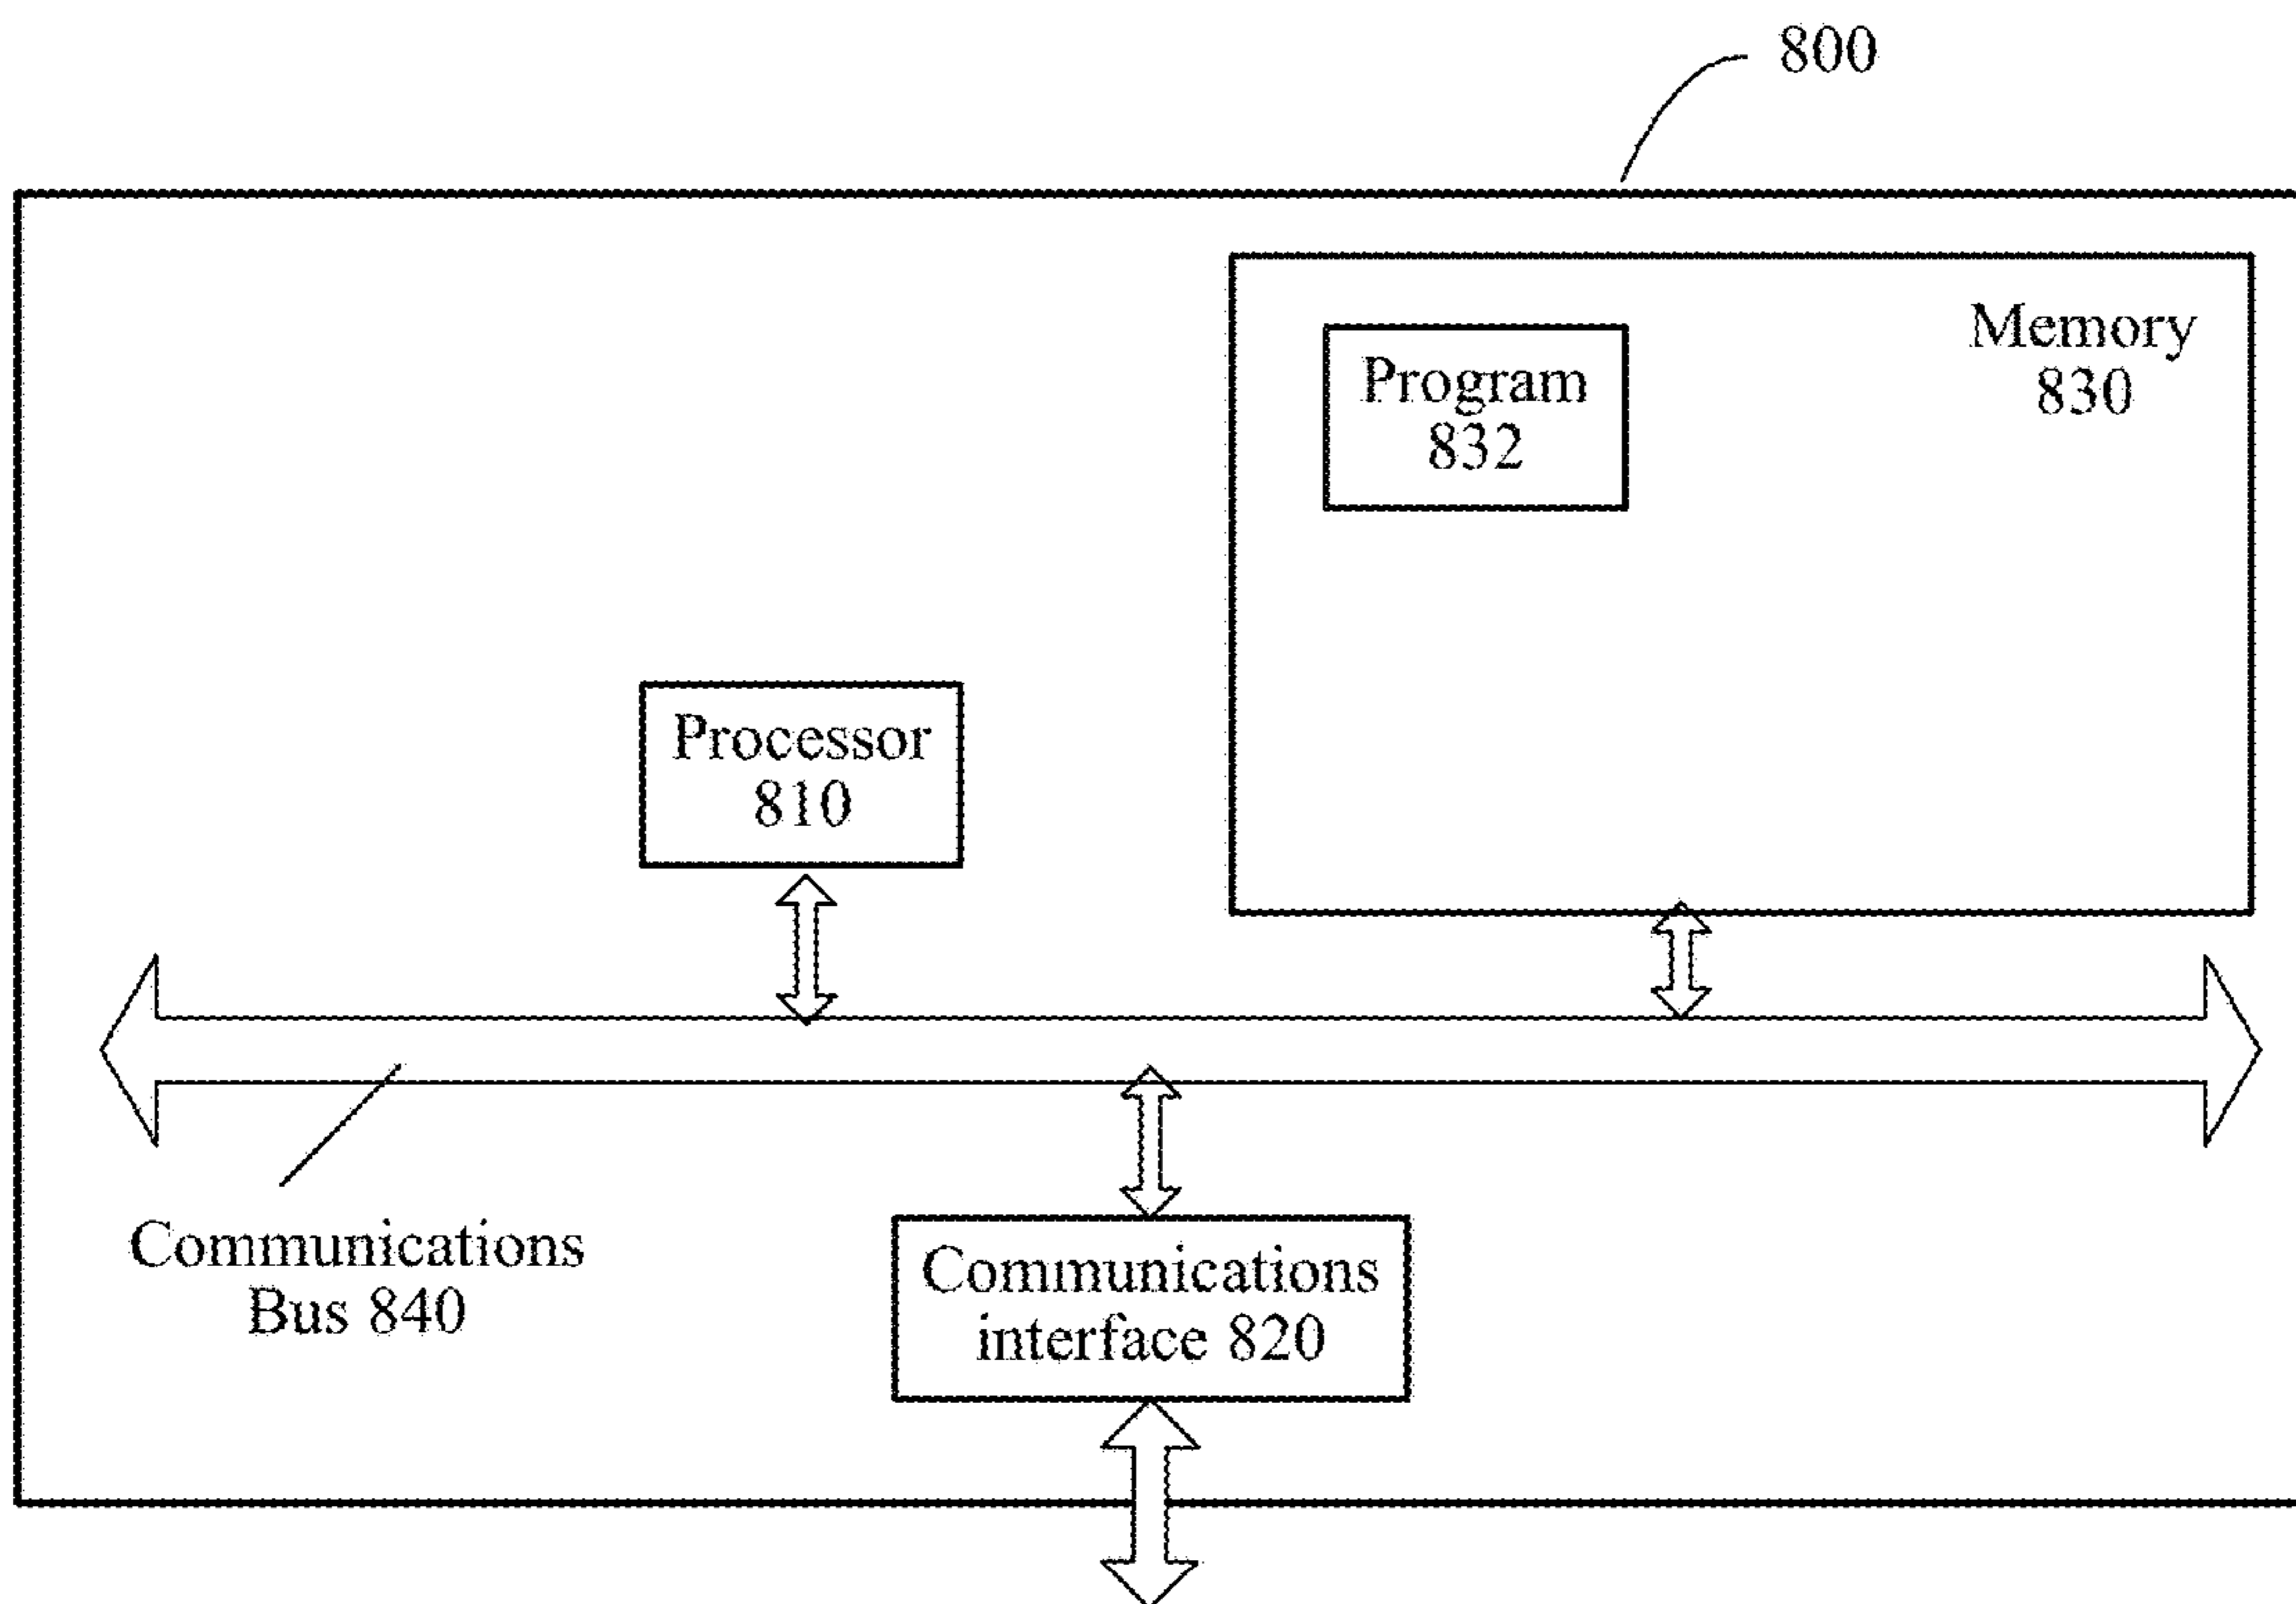 800
Memory
830
Program
832
Processor
810
Communications
Bus 840
Communications
interface 820